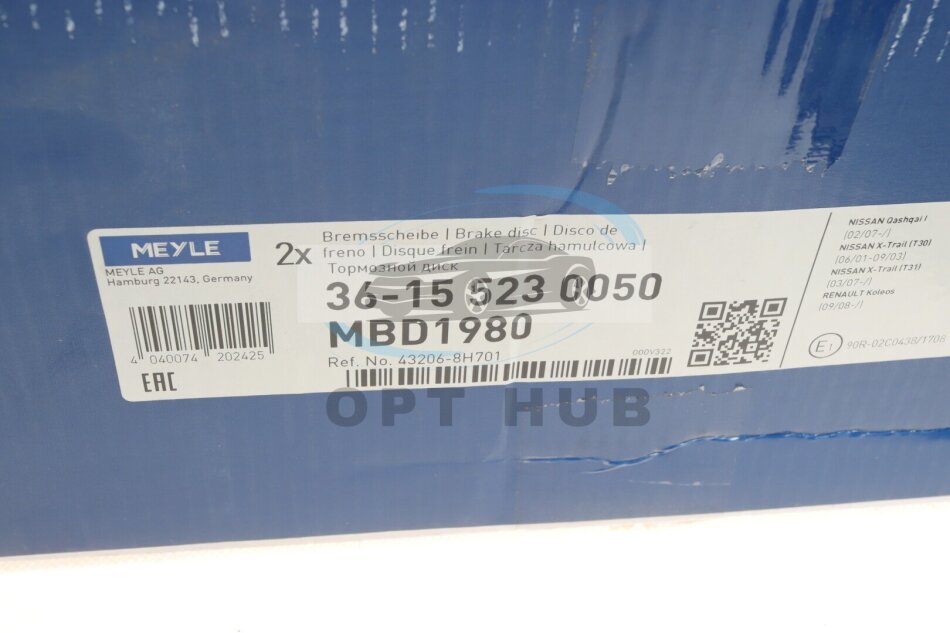 MEYLE
MEYLE AG
Hamburg 22143, Germany
4 040074 202425
EAC
2x
Bremsscheibe | Brake disc | Disco de
freno | Disque frein | Tarcza hamulcowa |
Тормозной диск
36-15 523 0050
MBD1980
Ref. No. 43206-8H701
000V322
NISSAN Qashqai I
(02/07-/)
NISSAN X-Trail (T30)
(06/01-09/03)
NISSAN X-Trail (T31)
(03/07-/)
RENAULT Koleos
(09/08-/)
E1 90R-02C0438/1708
OPT HUB